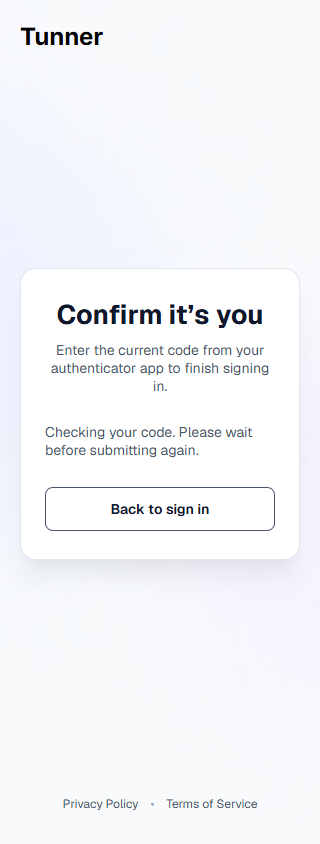 Tunner
Confirm it’s you
Enter the current code from your
authenticator app to finish signing
in.
Checking your code. Please wait
before submitting again.
Back to sign in
Privacy Policy • Terms of Service